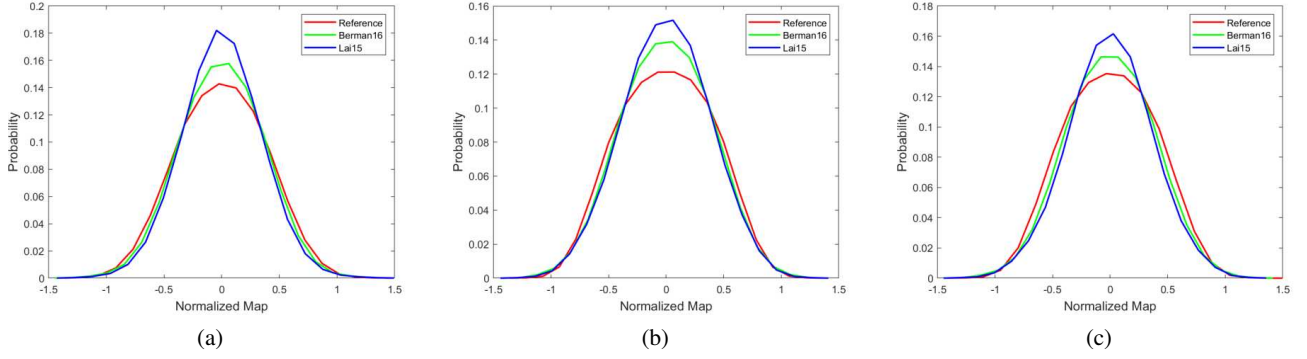 0.2
0.18
0.16
0.14
0.12
0.1
0.08
0.06
0.04
0.02
0
Probability
-1.5 -1 -0.5 0 0.5 1 1.5
Normalized Map
Reference
Berman16
Lai15
(a)
0.16
0.14
0.12
0.1
0.08
0.06
0.04
0.02
0
Probability
-1.5 -1 -0.5 0 0.5 1 1.5
Normalized Map
Reference
Berman16
Lai15
(b)
0.18
0.16
0.14
0.12
0.1
0.08
0.06
0.04
0.02
0
Probability
-1.5 -1 -0.5 0 0.5 1 1.5
Normalized Map
Reference
Berman16
Lai15
(c)